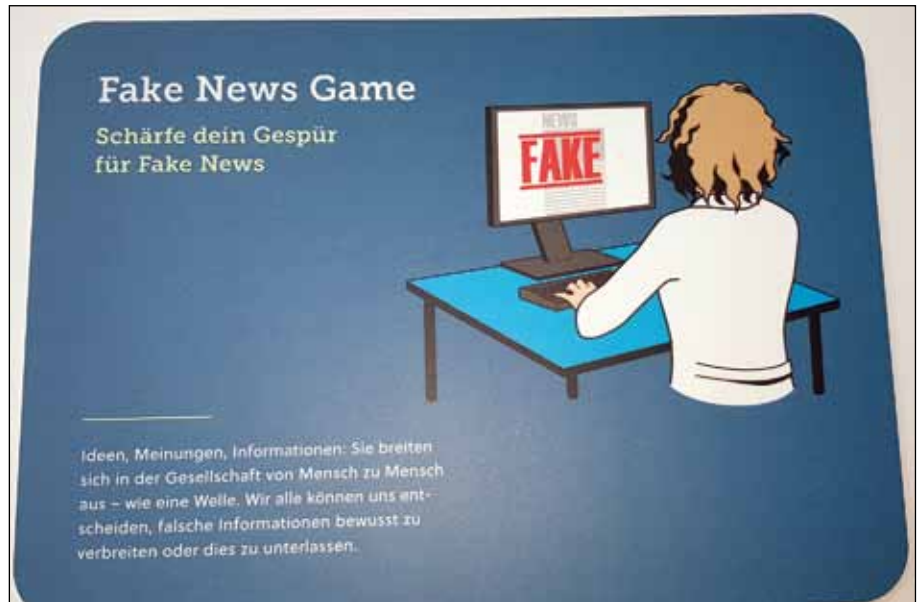 Fake News Game
Schärfe dein Gespür
für Fake News
NEWS
FAKE
Ideen, Meinungen, Informationen: Sie breiten
sich in der Gesellschaft von Mensch zu Mensch
aus – wie eine Welle. Wir alle können uns ent-
scheiden, falsche Informationen bewusst zu
verbreiten oder dies zu unterlassen.